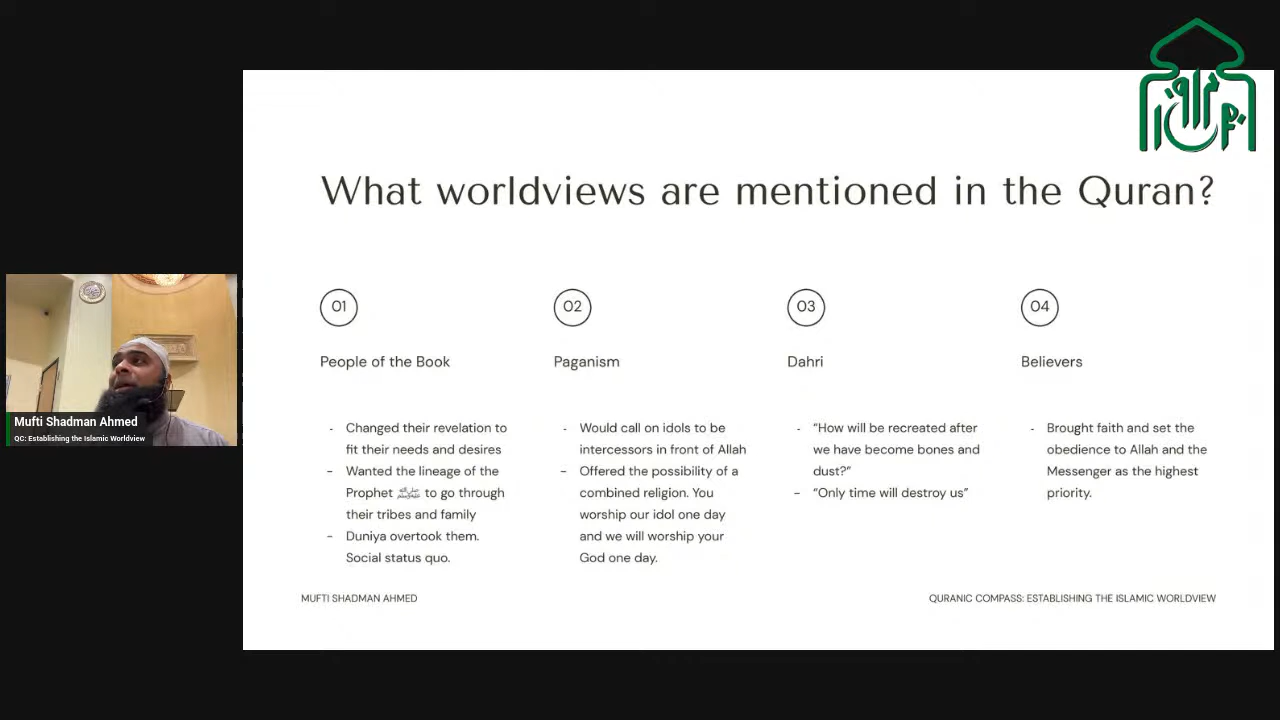 What worldviews are mentioned in the Quran?
01
People of the Book
- Changed their revelation to
fit their needs and desires
- Wanted the lineage of the
Prophet ﷺ to go through
their tribes and family
- Duniya overtook them.
Social status quo.
02
Paganism
- Would call on idols to be
intercessors in front of Allah
- Offered the possibility of a
combined religion. You
worship our idol one day
and we will worship your
God one day.
03
Dahri
- “How will be recreated after
we have become bones and
dust?”
- “Only time will destroy us”
04
Believers
- Brought faith and set the
obedience to Allah and the
Messenger as the highest
priority.
MUFTI SHADMAN AHMED
QURANIC COMPASS: ESTABLISHING THE ISLAMIC WORLDVIEW
Mufti Shadman Ahmed
QC: Establishing the Islamic Worldview